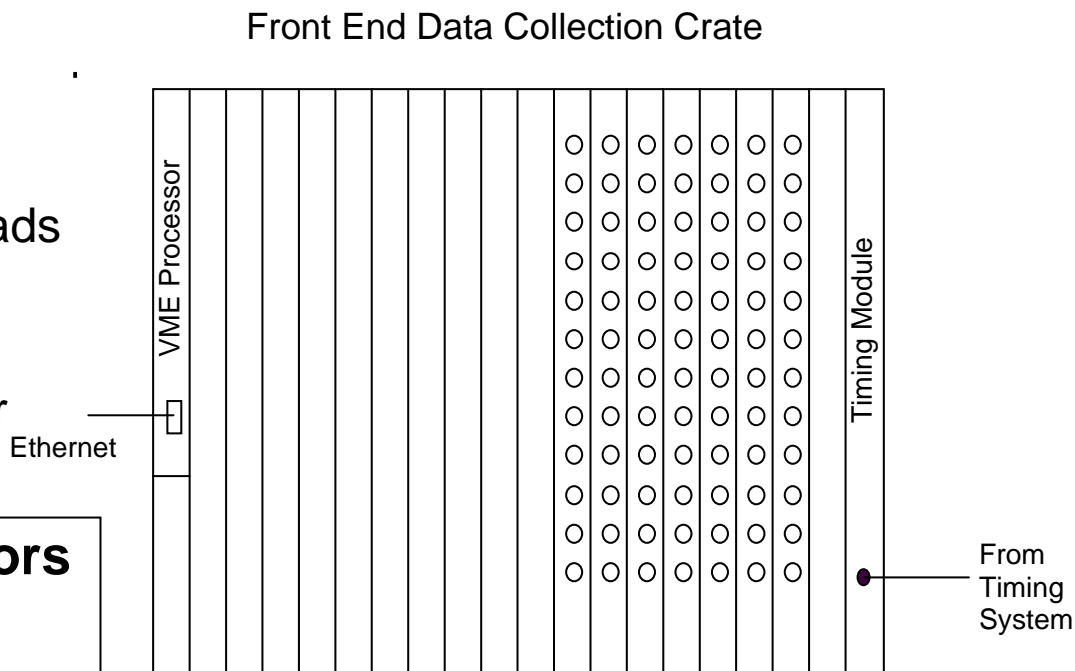 Front End Data Collection Crate
VME Processor
ads
Timing Module
r
Ethernet
ors
From
Timing
System